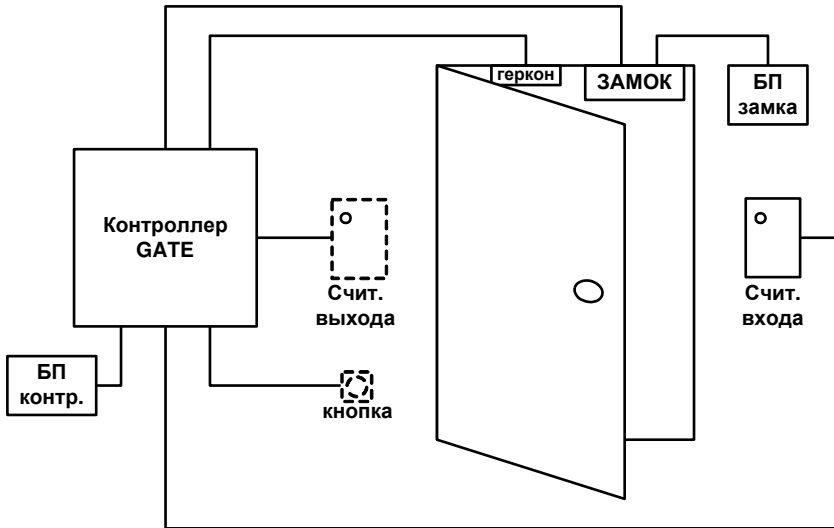 геркон
ЗАМОК
БП
замка
Контроллер
GATE
Счит.
выхода
Счит.
входа
БП
контр.
кнопка